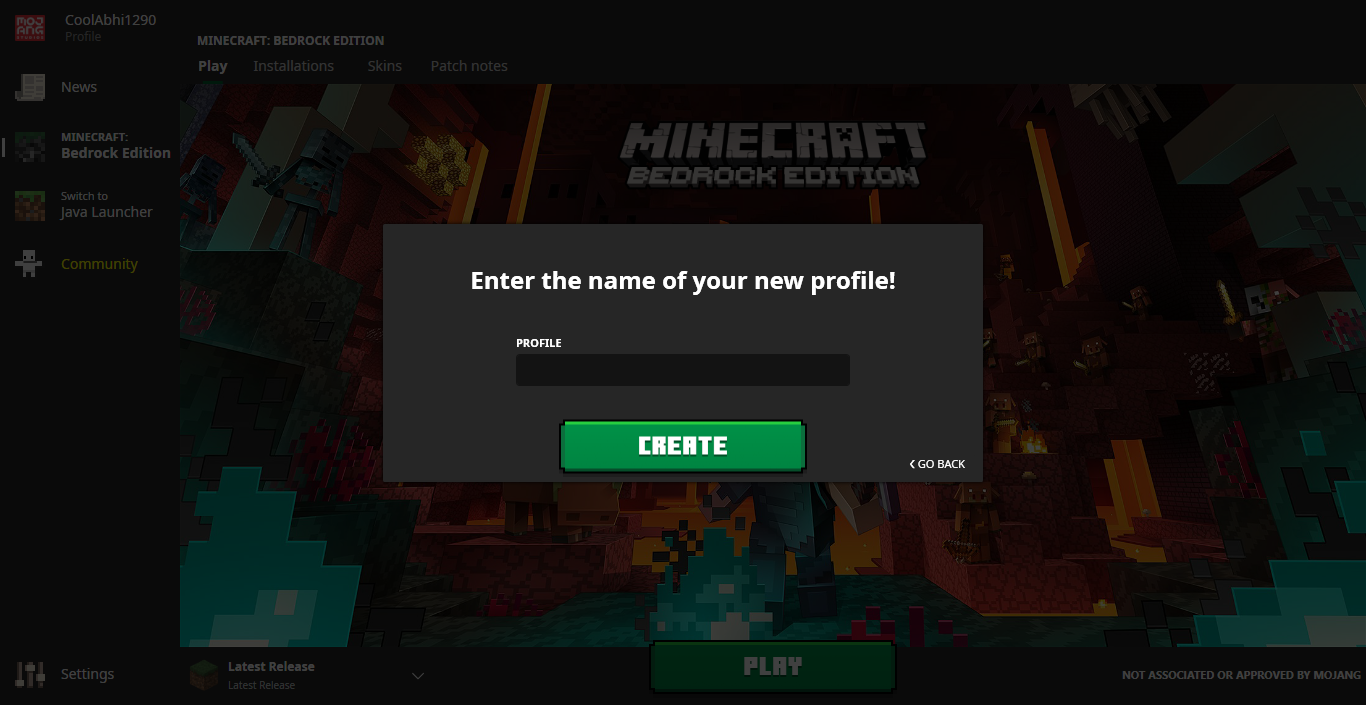 MOJ
ANG
STUDIOS
CoolAbhi1290
Profile
News
MINECRAFT:
Bedrock Edition
Switch to
Java Launcher
Community
Settings
MINECRAFT: BEDROCK EDITION
Play Installations Skins Patch notes
MINECRAFT
BEDROCK EDITION
Enter the name of your new profile!
PROFILE
CREATE
GO BACK
Latest Release
Latest Release
PLAY
NOT ASSOCIATED OR APPROVED BY MOJANG